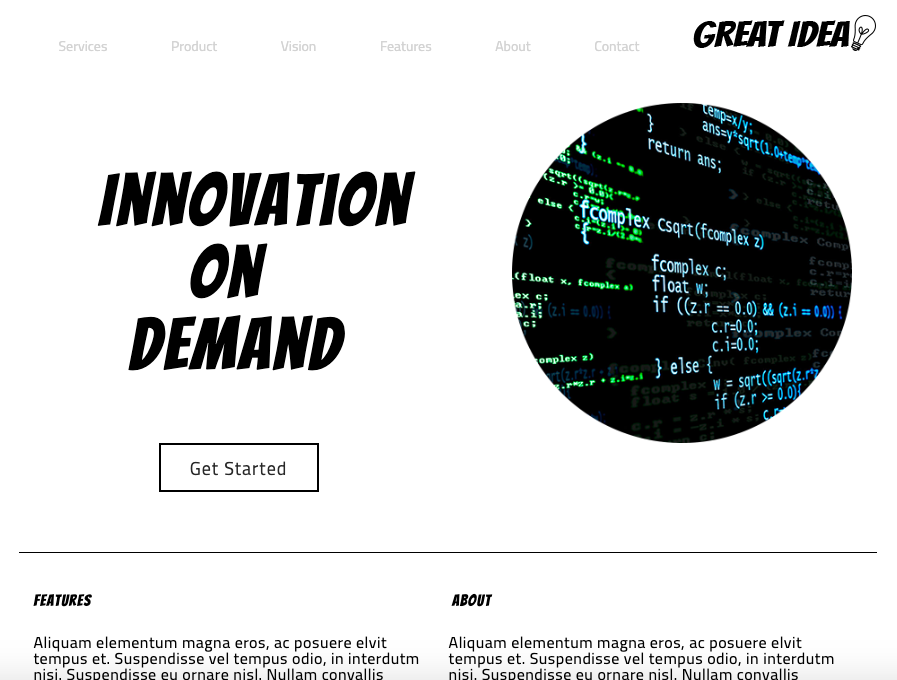 Services Product Vision Features About Contact
GREAT IDEA
INNOVATION
ON
DEMAND
temp=x/y;
}
return ans;
fcomplex Csqrt(fcomplex z)
{
fcomplex c;
float w;
if ((z.r == 0.0) && (z.i == 0.0)) {
c.r=0.0;
c.i=0.0;
} else {
w = sqrt((sqrt(z.r*z
if (z.r >= 0.0){
Get Started
FEATURES
Aliquam elementum magna eros, ac posuere elvit
tempus et. Suspendisse vel tempus odio, in interdutm
nisi. Suspendisse eu ornare nisl. Nullam convallis
ABOUT
Aliquam elementum magna eros, ac posuere elvit
tempus et. Suspendisse vel tempus odio, in interdutm
nisi. Suspendisse eu ornare nisl. Nullam convallis